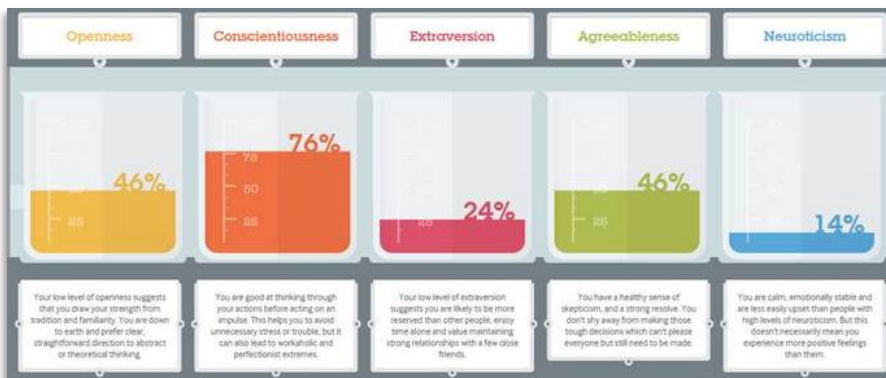 Openness
Conscientiousness
Extraversion
Agreeableness
Neuroticism
46%
76%
24%
46%
14%
25
75
50
25
25
25
Your low level of openness suggests
that you draw your strength from
tradition and familiarity. You are down
to earth and prefer clear,
straightforward direction to abstract
or theoretical thinking.
You are good at thinking through
your actions before acting on an
impulse. This helps you to avoid
unnecessary stress or trouble, but it
can also lead to workaholic and
perfectionist extremes.
Your low level of extraversion
suggests you are likely to be more
reserved than other people, enjoy
time alone and value maintaining
strong relationships with a few close
friends.
You have a healthy sense of
skepticism, and a strong resolve. You
don't shy away from making those
tough decisions which can't please
everyone but still need to be made.
You are calm, emotionally stable and
are less easily upset than people with
high levels of neuroticism. But this
doesn't necessarily mean you
experience more positive feelings
than them.